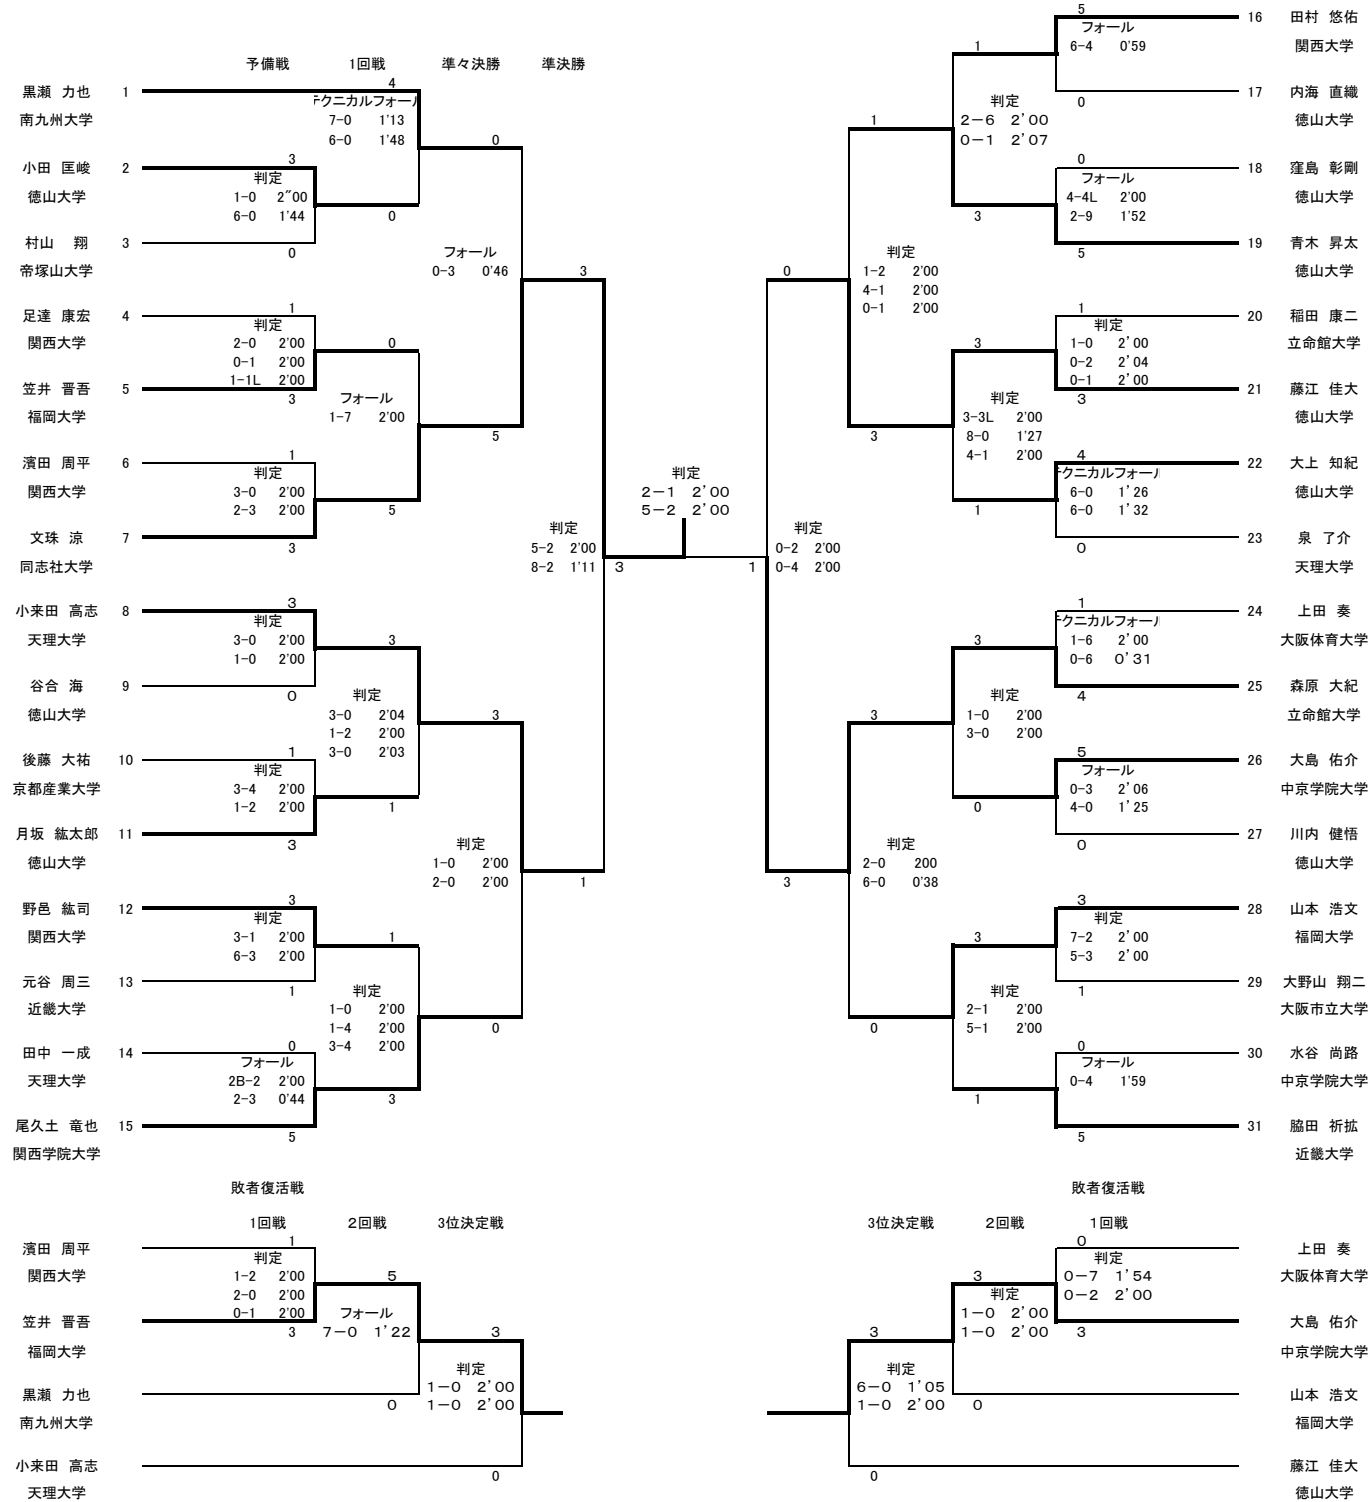 予備戦 1回戦 準々決勝 準決勝
黒瀬 力也 1 4
南九州大学
テクニカルフォール
7-0 1'13
6-0 1'48
0
小田 匡峻 2 3
徳山大学
判定
1-0 2"00
6-0 1'44
0
村山 翔 3 0
帝塚山大学
フォール
0-3 0'46
3
足達 康宏 4 1
関西大学
判定
2-0 2'00
0-1 2'00
1-1L 2'00
0
笠井 晋吾 5 3
福岡大学
フォール
1-7 2'00
5
濱田 周平 6 1
関西大学
判定
3-0 2'00
2-3 2'00
5
文珠 涼 7 3
同志社大学
判定
5-2 2'00
8-2 1'11
3
小来田 高志 8 3
天理大学
判定
3-0 2'00
1-0 2'00
3
谷合 海 9 0
徳山大学
判定
3-0 2'04
1-2 2'00
3-0 2'03
3
後藤 大祐 10 1
京都産業大学
判定
3-4 2'00
1-2 2'00
1
月坂 紘太郎 11 3
徳山大学
判定
1-0 2'00
2-0 2'00
1
野邑 紘司 12 3
関西大学
判定
3-1 2'00
6-3 2'00
1
元谷 周三 13 1
近畿大学
判定
1-0 2'00
1-4 2'00
3-4 2'00
0
田中 一成 14 0
天理大学
フォール
2B-2 2'00
2-3 0'44
3
尾久土 竜也 15 5
関西学院大学
判定
2-1 2'00
5-2 2'00
5 16 田村 悠佑
関西大学
フォール
6-4 0'59
1
0 17 内海 直織
徳山大学
判定
2-6 2'00
0-1 2'07
1
0 18 窪島 彰剛
徳山大学
フォール
4-4L 2'00
2-9 1'52
3
5 19 青木 昇太
徳山大学
判定
1-2 2'00
4-1 2'00
0-1 2'00
0
1 20 稲田 康二
立命館大学
判定
1-0 2'00
0-2 2'04
0-1 2'00
3
3 21 藤江 佳大
徳山大学
判定
3-3L 2'00
8-0 1'27
4-1 2'00
3
4 22 大上 知紀
徳山大学
テクニカルフォール
6-0 1'26
6-0 1'32
1
0 23 泉 了介
天理大学
判定
0-2 2'00
0-4 2'00
1
1 24 上田 奏
大阪体育大学
テクニカルフォール
1-6 2'00
0-6 0'31
3
4 25 森原 大紀
立命館大学
判定
1-0 2'00
3-0 2'00
3
5 26 大島 佑介
中京学院大学
フォール
0-3 2'06
4-0 1'25
0
0 27 川内 健悟
徳山大学
判定
2-0 200
6-0 0'38
3
3 28 山本 浩文
福岡大学
判定
7-2 2'00
5-3 2'00
3
1 29 大野山 翔二
大阪市立大学
判定
2-1 2'00
5-1 2'00
0
0 30 水谷 尚路
中京学院大学
フォール
0-4 1'59
1
5 31 脇田 祈拡
近畿大学
敗者復活戦
1回戦 2回戦 3位決定戦
濱田 周平 1
関西大学
判定
1-2 2'00
2-0 2'00
0-1 2'00
5
笠井 晋吾 3
福岡大学
フォール
7-0 1'22
3
黒瀬 力也 0
南九州大学
判定
1-0 2'00
1-0 2'00
小来田 高志 0
天理大学
敗者復活戦
3位決定戦 2回戦 1回戦
0 上田 奏
大阪体育大学
判定
0-7 1'54
0-2 2'00
3
3 大島 佑介
中京学院大学
判定
1-0 2'00
1-0 2'00
3
0 山本 浩文
福岡大学
判定
6-0 1'05
1-0 2'00
0 藤江 佳大
徳山大学